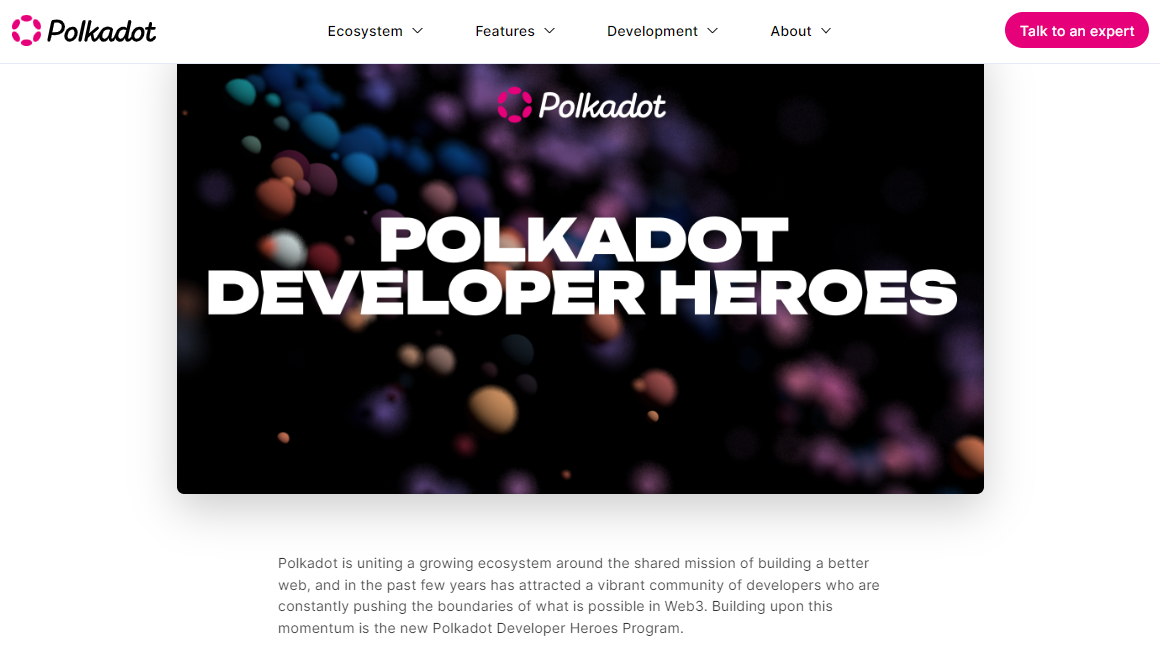 Polkadot
Ecosystem
Features
Development
About
Talk to an expert
Polkadot
POLKADOT
DEVELOPER HEROES
Polkadot is uniting a growing ecosystem around the shared mission of building a better
web, and in the past few years has attracted a vibrant community of developers who are
constantly pushing the boundaries of what is possible in Web3. Building upon this
momentum is the new Polkadot Developer Heroes Program.